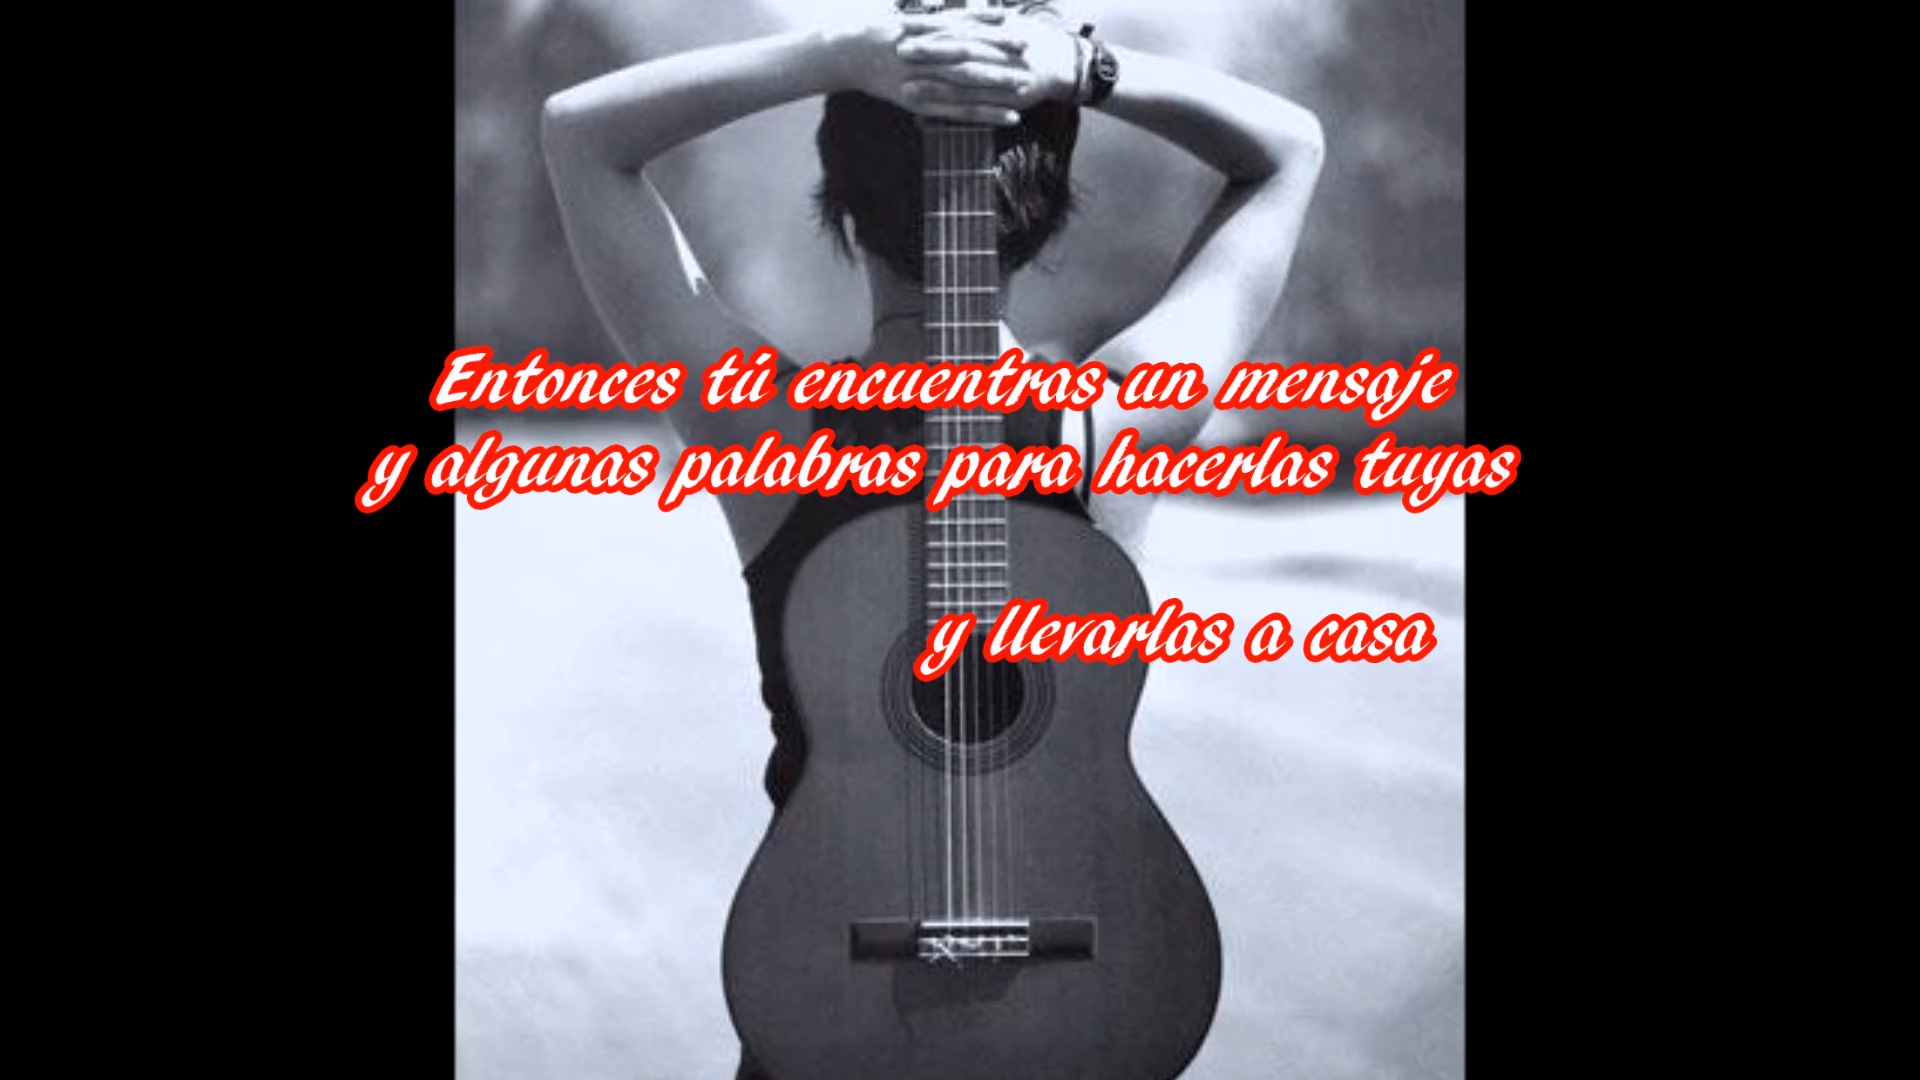 Entonces tú encuentras un mensaje
y algunas palabras para hacerlas tuyas
y llevarlas a casa